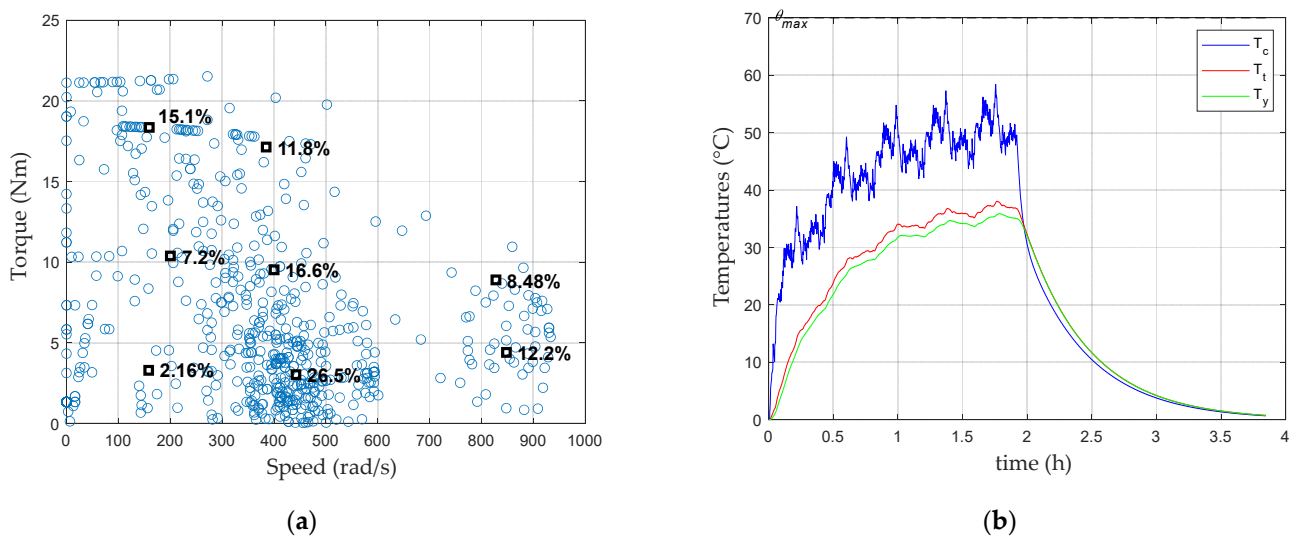 25
20
15
10
5
0
0 100 200 300 400 500 600 700 800 900 1000
Torque (Nm)
Speed (rad/s)
15.1%
11.8%
7.2%
16.6%
8.48%
12.2%
2.16%
26.5%
(a)
θmax
70
60
50
40
30
20
10
0
0 0.5 1 1.5 2 2.5 3 3.5 4
Temperatures (°C)
time (h)
T_c
T_t
T_y
(b)